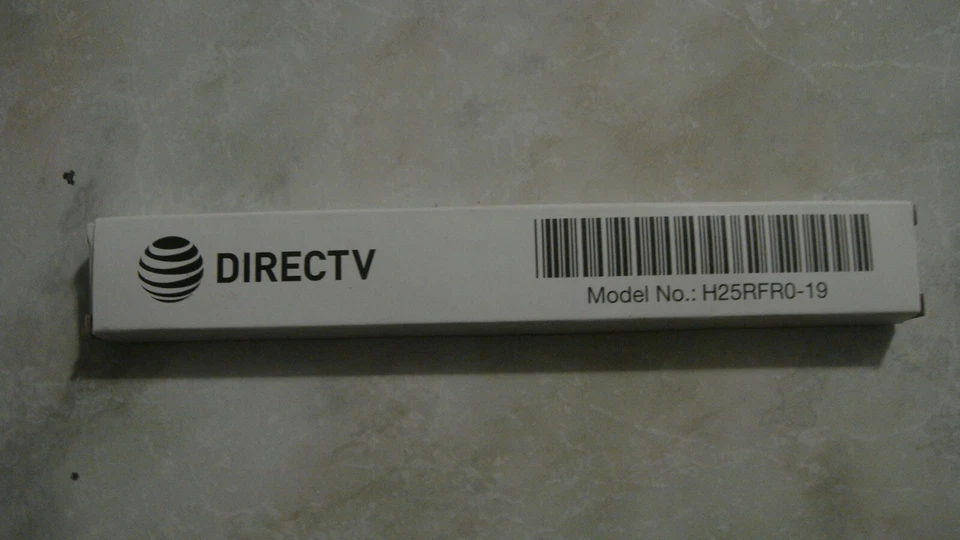 DIRECTV
Model No.: H25RFR0-19